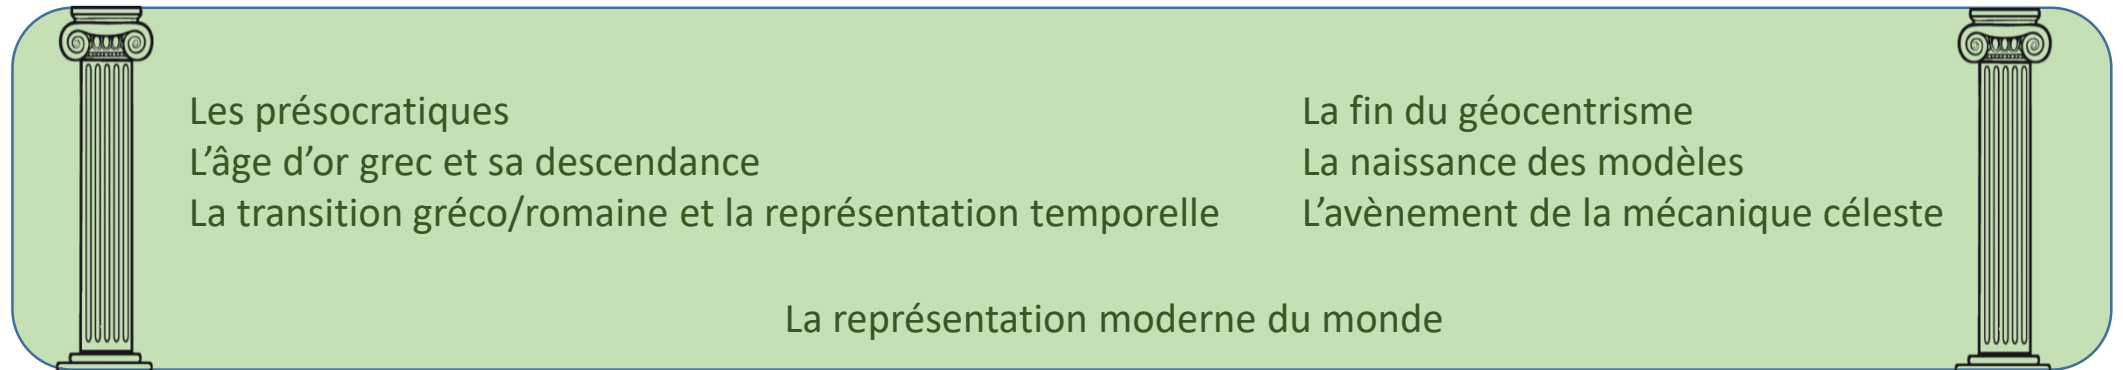 Les présocratiques
L’âge d’or grec et sa descendance
La transition gréco/romaine et la représentation temporelle
La fin du géocentrisme
La naissance des modèles
L’avènement de la mécanique céleste
La représentation moderne du monde